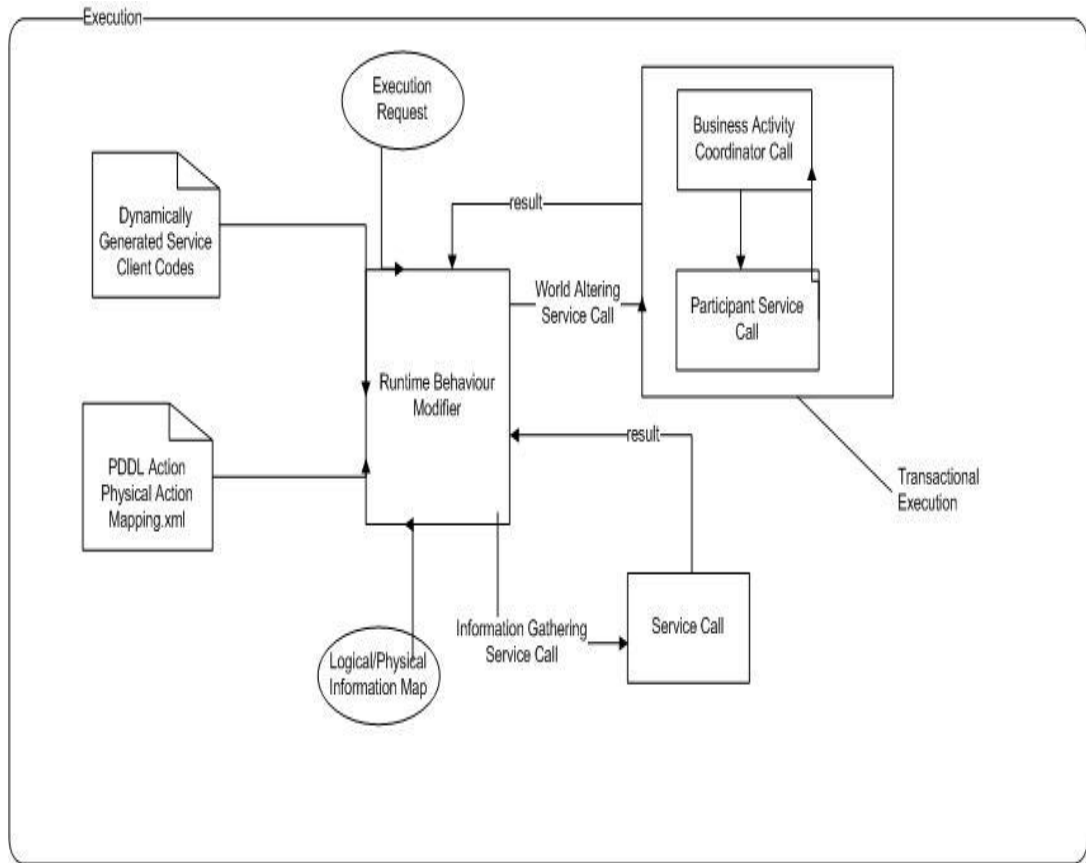 Execution
Execution
Request
Business Activity
Coordinator Call
Dynamically
Generated Service
Client Codes
result
World Altering
Service Call
Participant Service
Call
Runtime Behaviour
Modifier
result
PDDL Action
Physical Action
Mapping.xml
Transactional
Execution
Information Gathering
Service Call
Service Call
Logical/Physical
Information Map